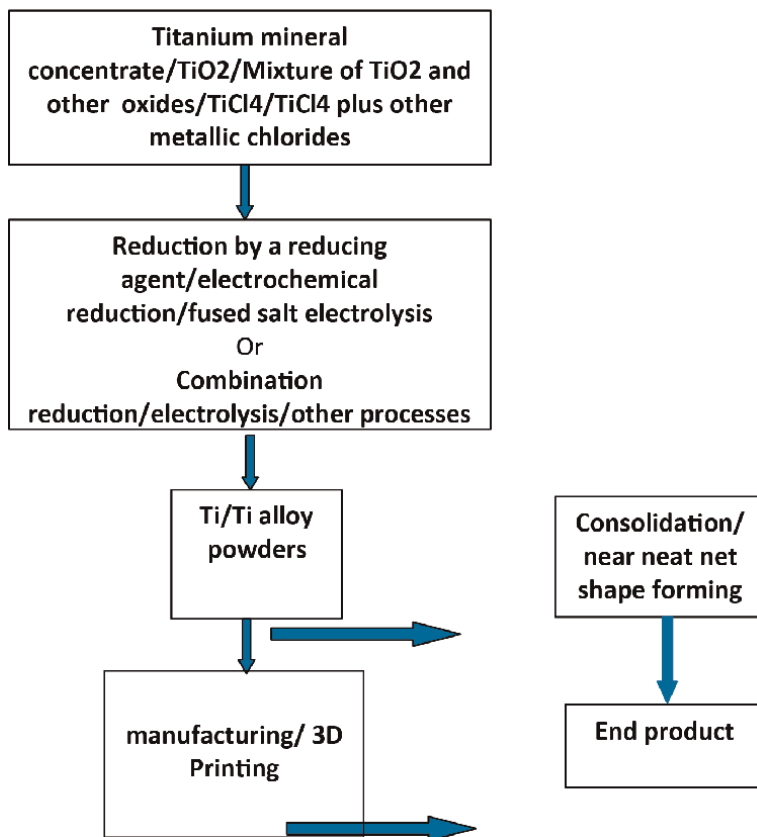 Titanium mineral
concentrate/TiO2/Mixture of TiO2 and
other oxides/TiCl4/TiCl4 plus other
metallic chlorides
Reduction by a reducing
agent/electrochemical
reduction/fused salt electrolysis
Or
Combination
reduction/electrolysis/other processes
Ti/Ti alloy
powders
Consolidation/
near neat net
shape forming
manufacturing/ 3D
Printing
End product